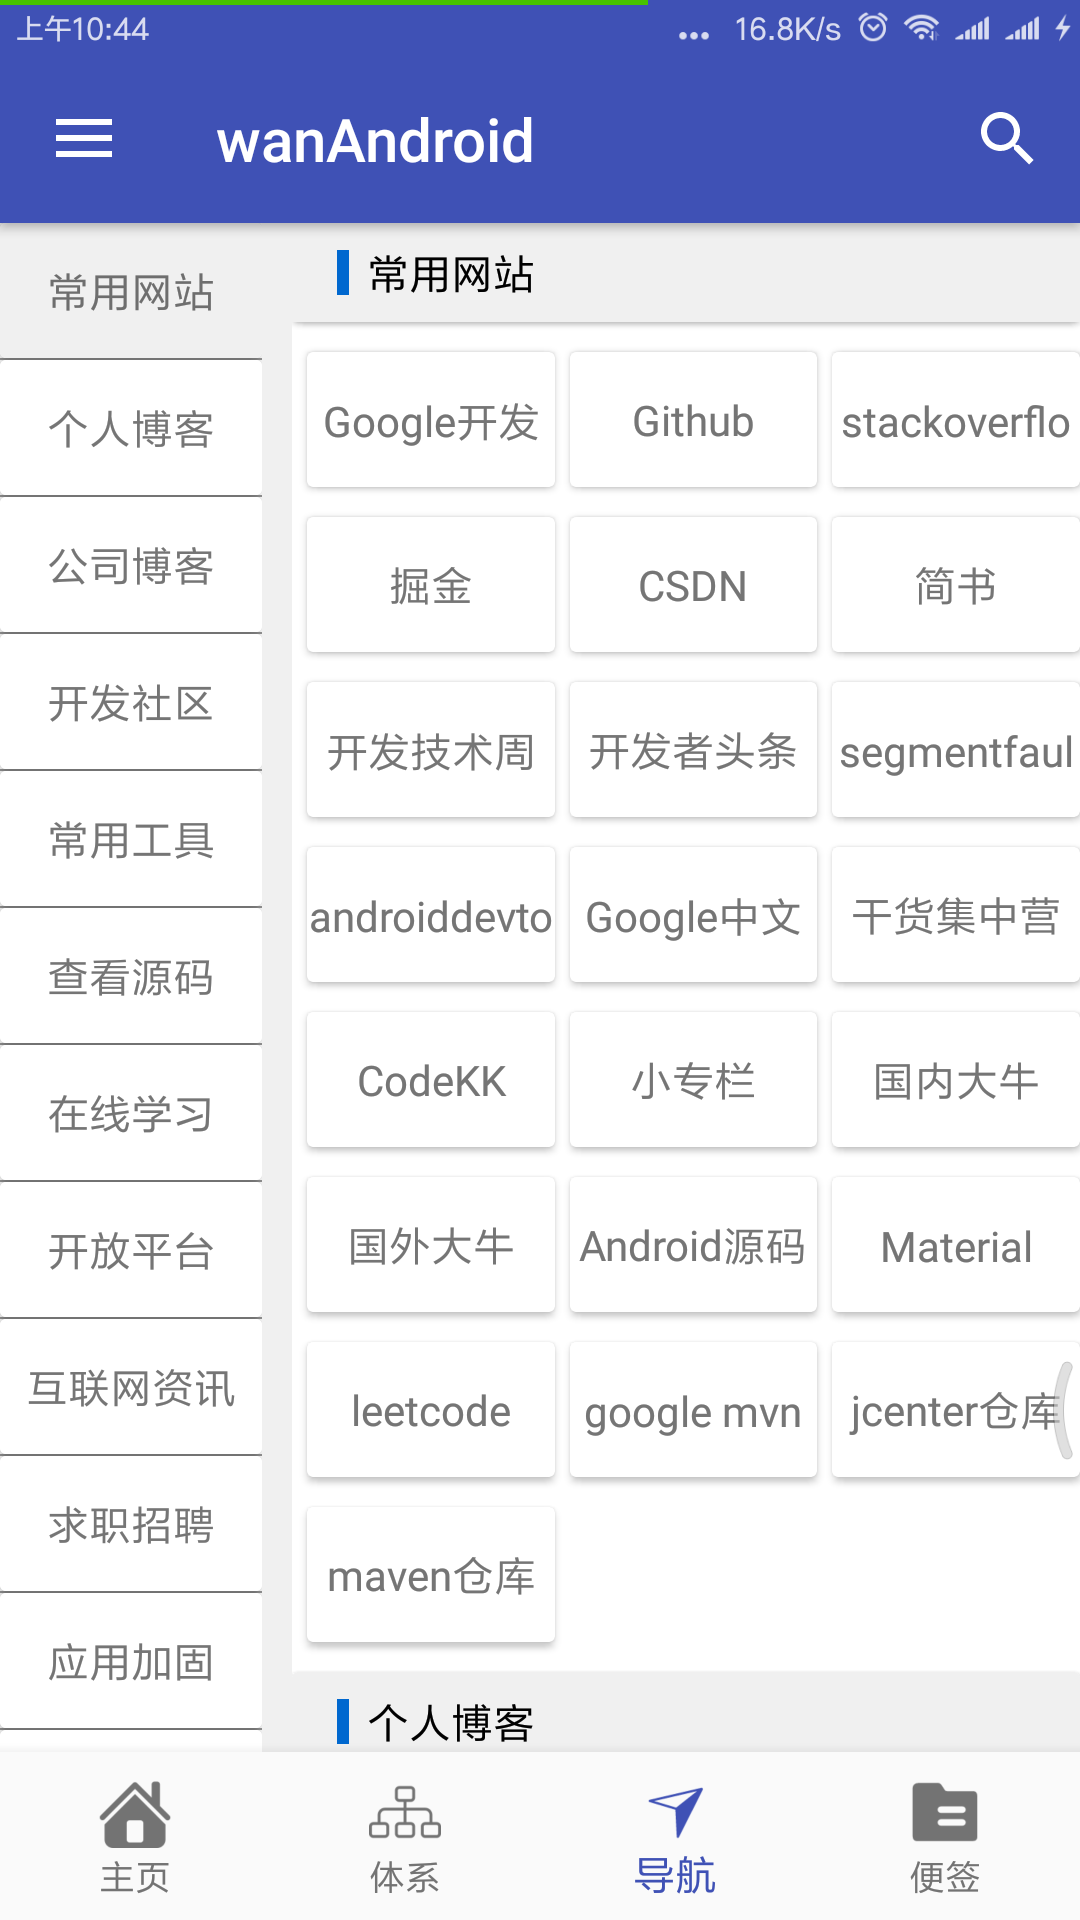 上午10:44
... 16.8K/s
wanAndroid
常用网站
个人博客
公司博客
开发社区
常用工具
查看源码
在线学习
开放平台
互联网资讯
求职招聘
应用加固
常用网站
Google开发 Github stackoverflo
掘金 CSDN 简书
开发技术周 开发者头条 segmentfaul
androiddevto Google中文 干货集中营
CodeKK 小专栏 国内大牛
国外大牛 Android源码 Material
leetcode google mvn jcenter仓库
maven仓库
个人博客
主页 体系 导航 便签